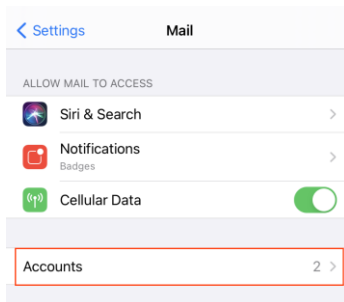 Settings
Mail
ALLOW MAIL TO ACCESS
Siri & Search
Notifications
Badges
Cellular Data
Accounts 2